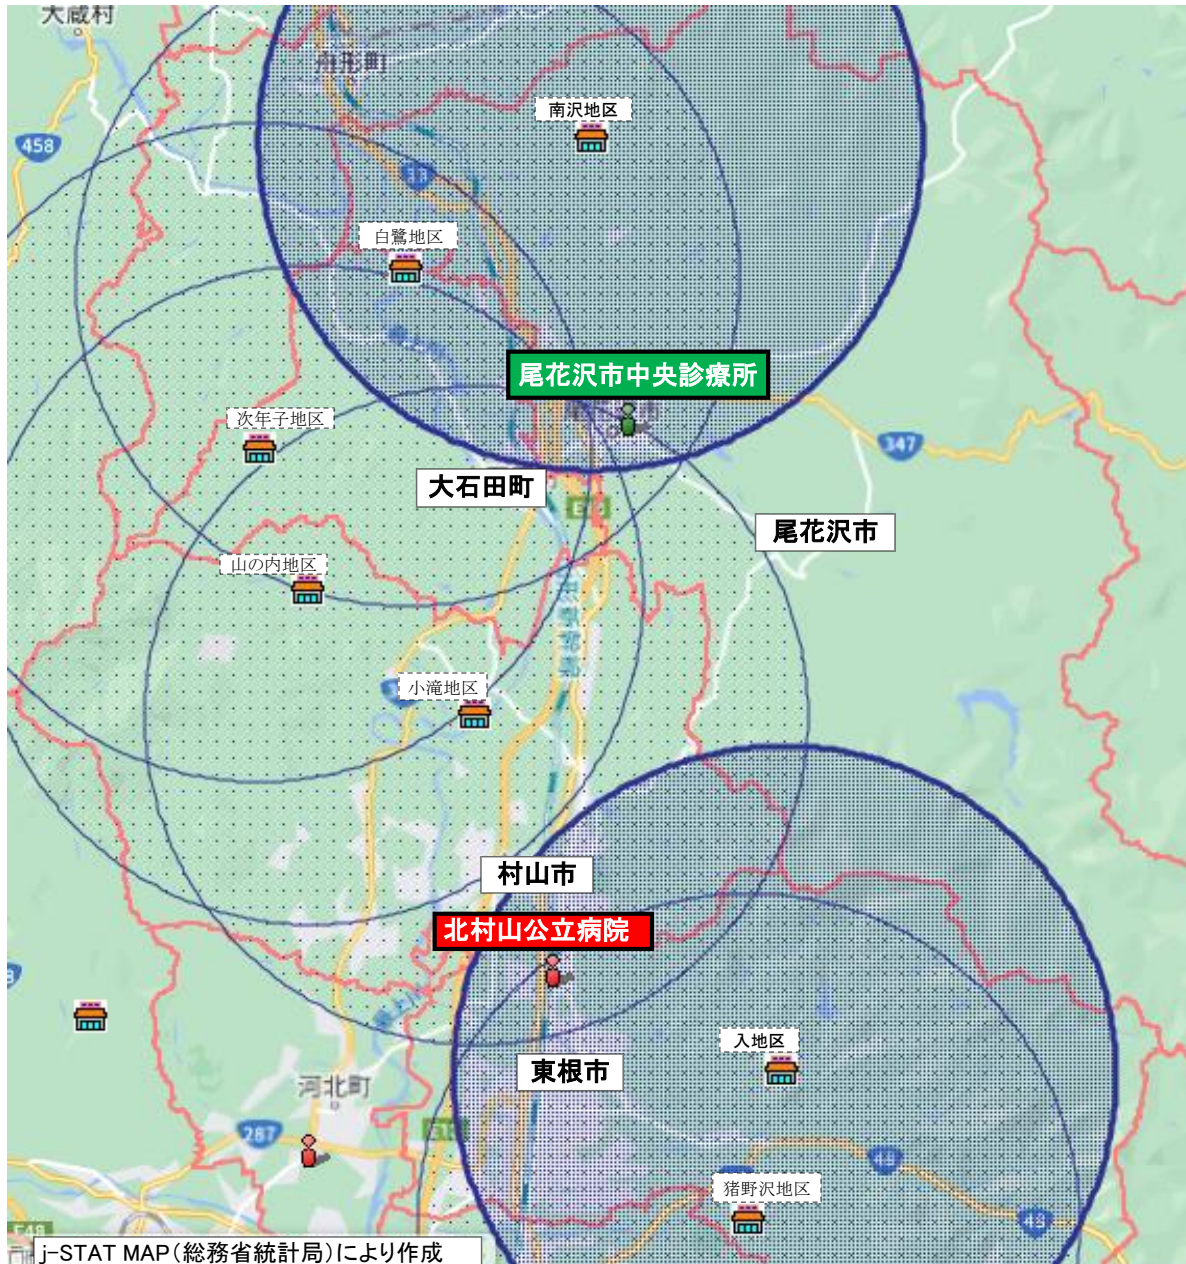 大蔵村
舟形町
南沢地区
458
白鷺地区
尾花沢市中央診療所
次年子地区
347
大石田町
尾花沢市
山の内地区
小滝地区
村山市
北村山公立病院
入地区
東根市
河北町
287
48
猪野沢地区
48
j-STAT MAP(総務省統計局)により作成